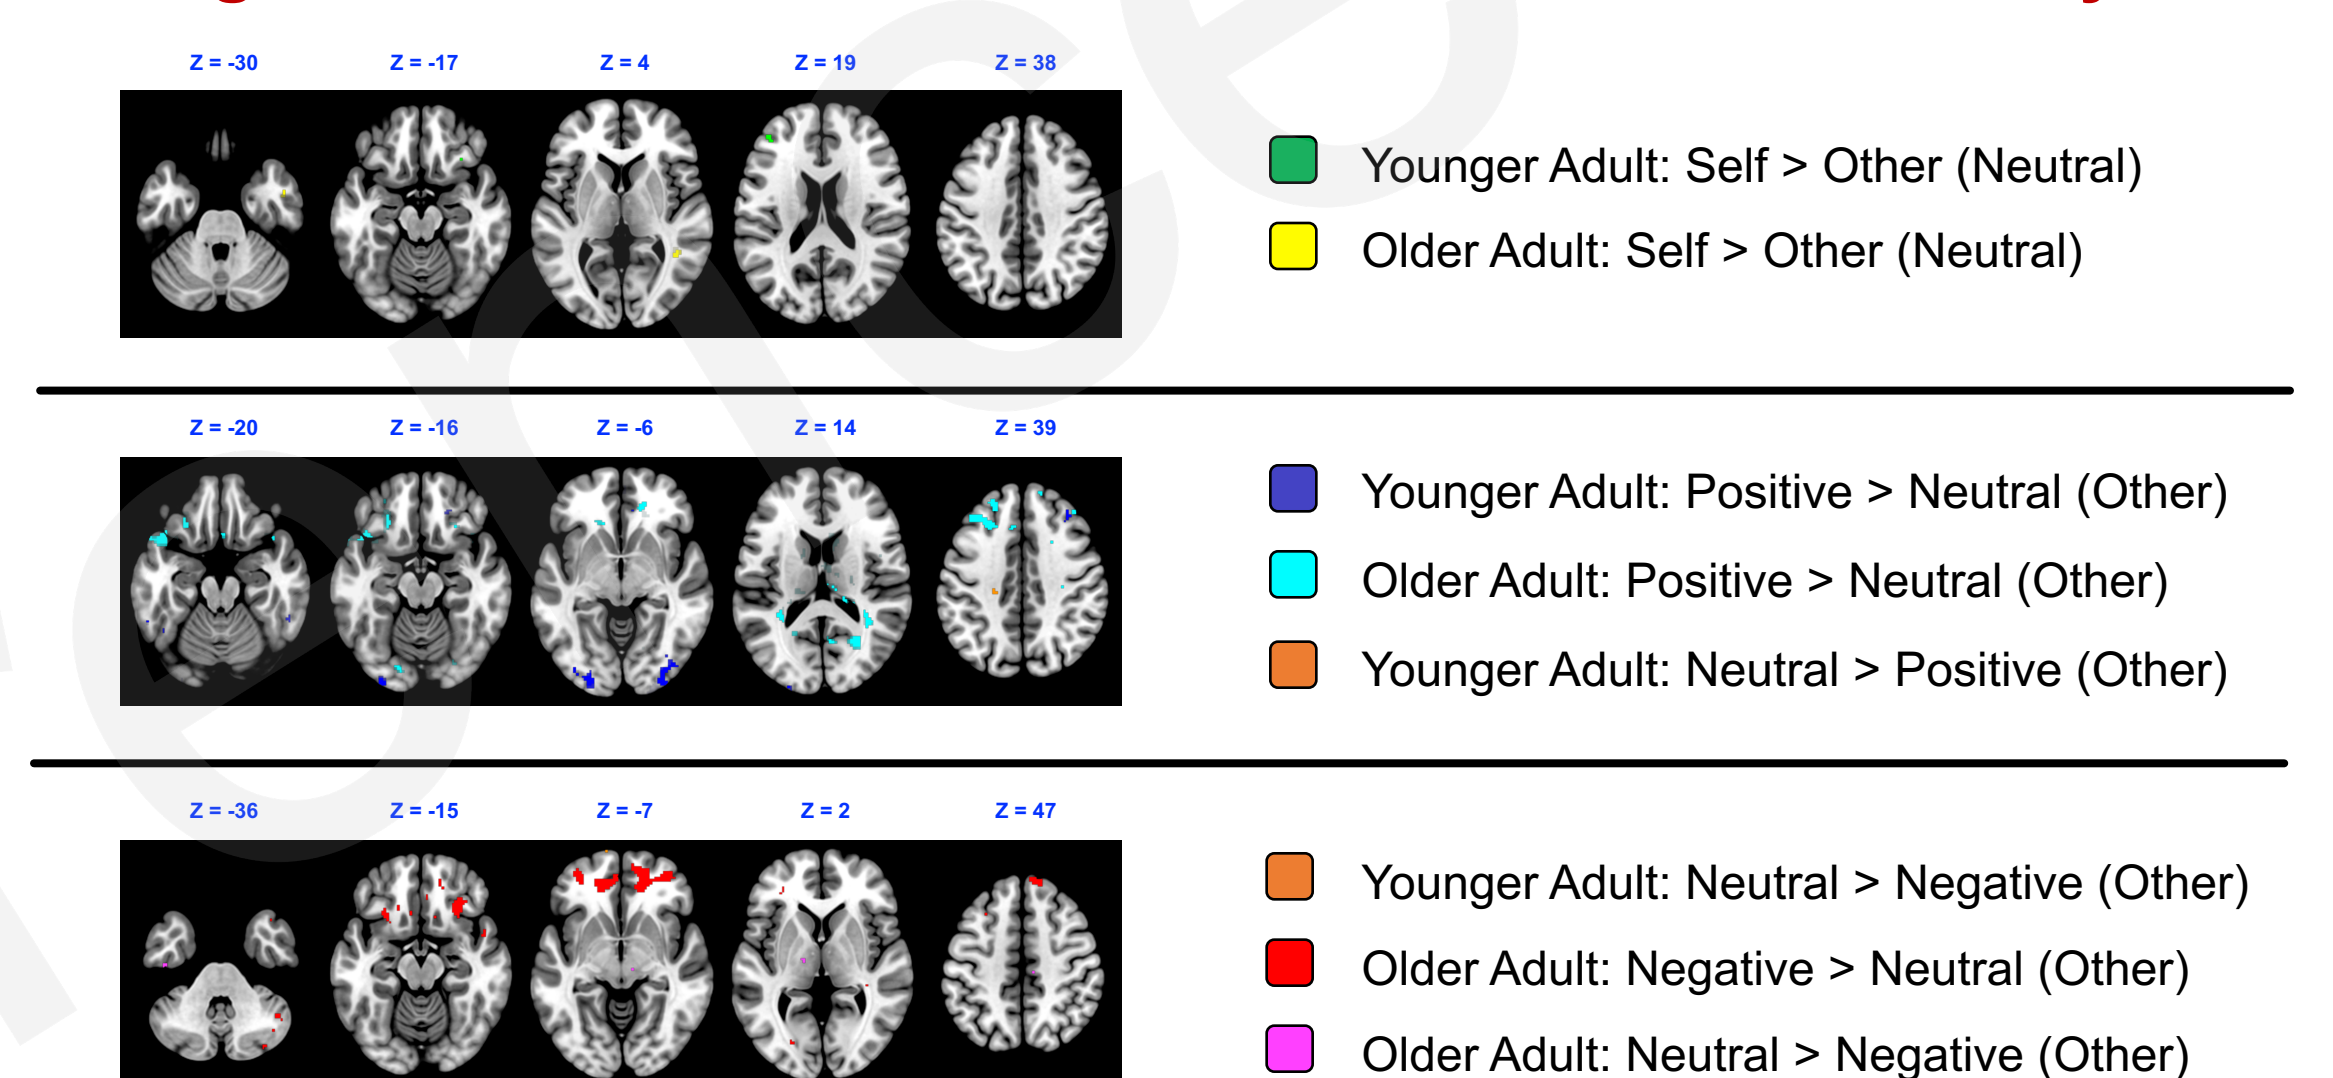 Z = -30 Z = -17 Z = 4 Z = 19 Z = 38
Younger Adult: Self > Other (Neutral)
Older Adult: Self > Other (Neutral)
Z = -20 Z = -16 Z = -6 Z = 14 Z = 39
Younger Adult: Positive > Neutral (Other)
Older Adult: Positive > Neutral (Other)
Younger Adult: Neutral > Positive (Other)
Z = -36 Z = -15 Z = -7 Z = 2 Z = 47
Younger Adult: Neutral > Negative (Other)
Older Adult: Negative > Neutral (Other)
Older Adult: Neutral > Negative (Other)